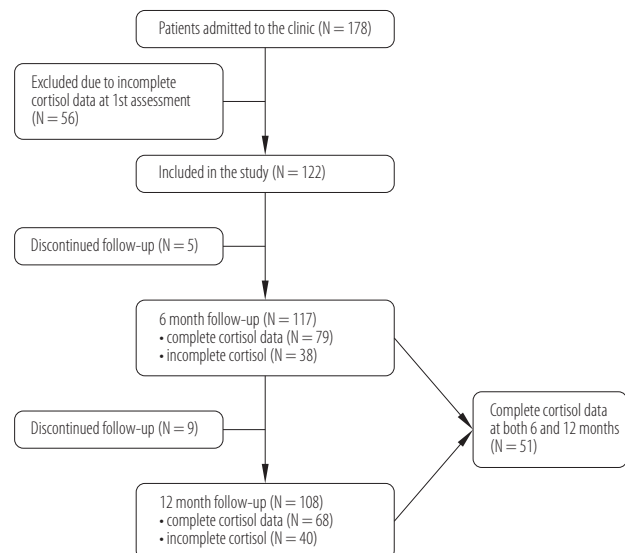 Patients admitted to the clinic (N = 178)
Excluded due to incomplete
cortisol data at 1st assessment
(N = 56)
Included in the study (N = 122)
Discontinued follow-up (N = 5)
6 month follow-up (N = 117)
• complete cortisol data (N = 79)
• incomplete cortisol (N = 38)
Discontinued follow-up (N = 9)
Complete cortisol data
at both 6 and 12 months
(N = 51)
12 month follow-up (N = 108)
• complete cortisol data (N = 68)
• incomplete cortisol (N = 40)